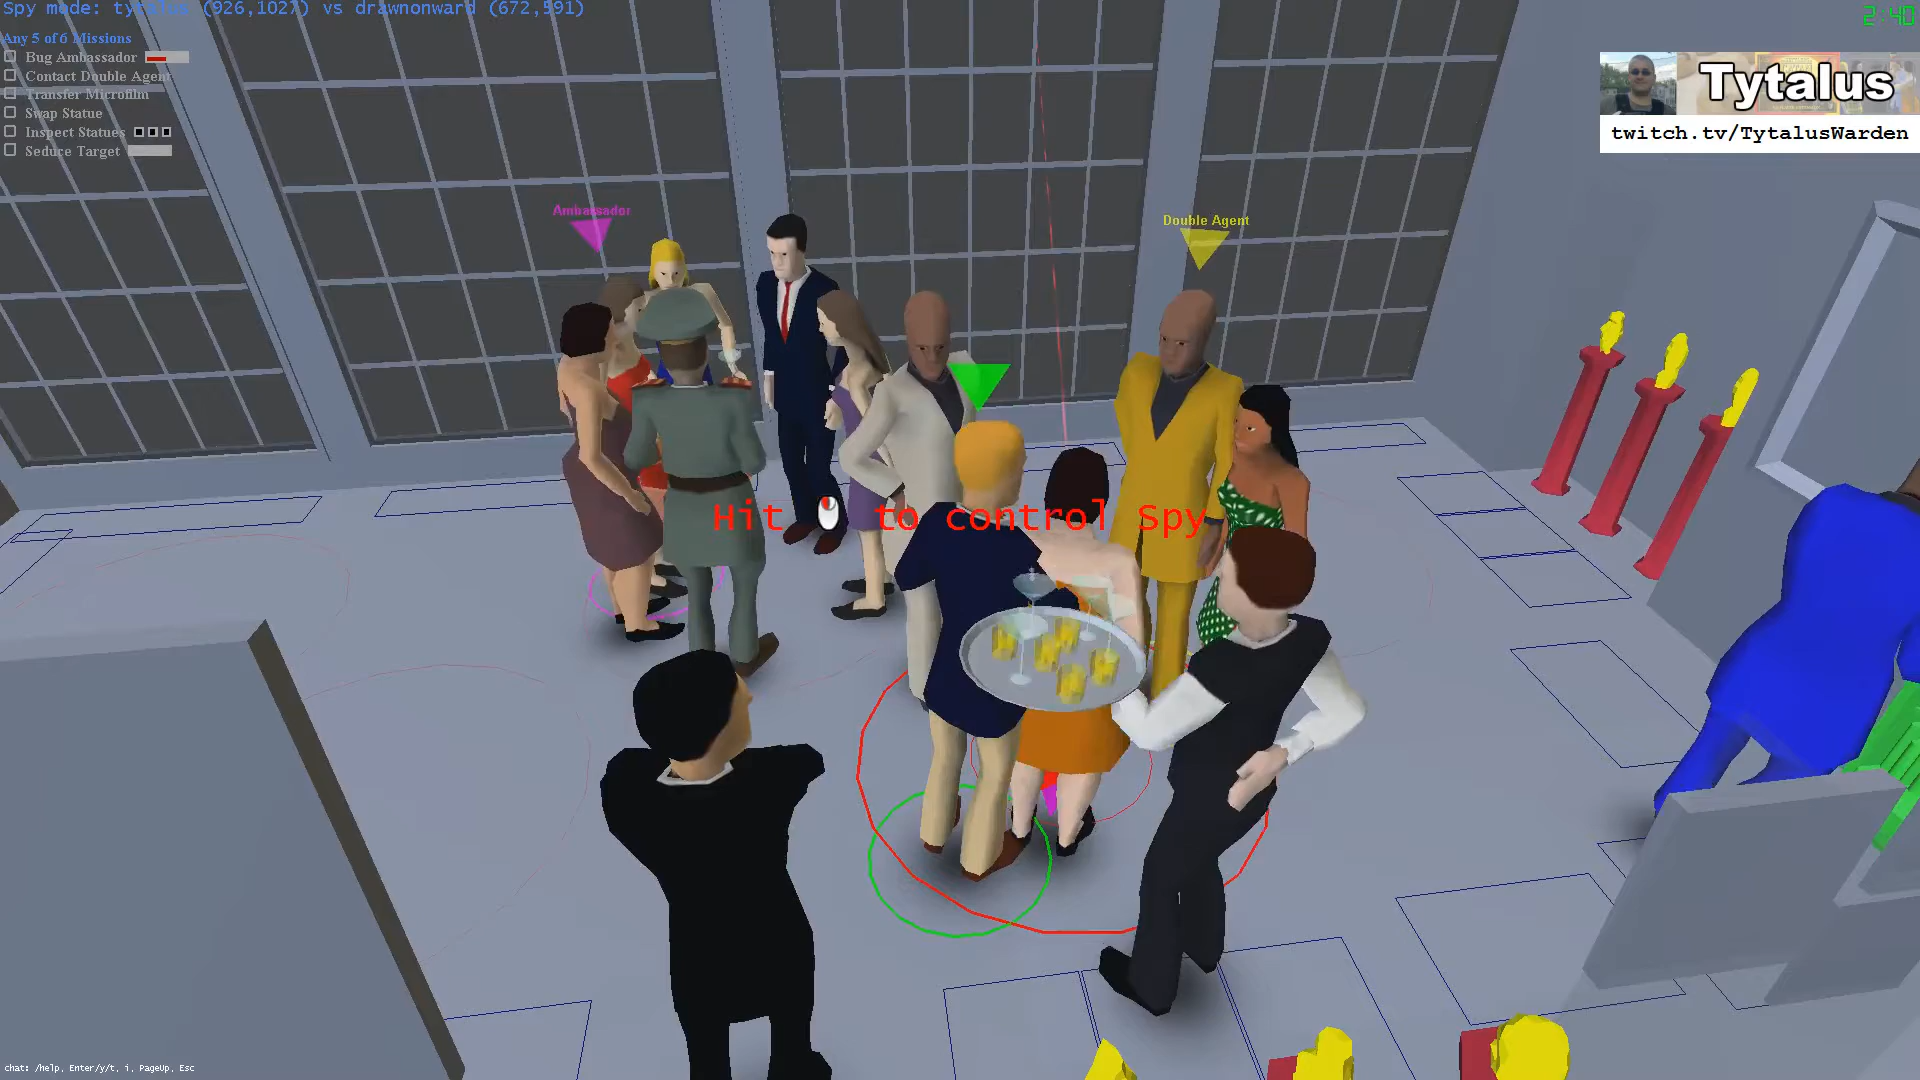 Spy mode: tytalus (926,1027) vs drawnonward (672,591)
2:40
Any 5 of 6 Missions
Bug Ambassador
Contact Double Agent
Transfer Microfilm
Swap Statue
Inspect Statues
Seduce Target
Tytalus
twitch.tv/TytalusWarden
Ambassador
Double Agent
Hit to control Spy
chat: /help, Enter/y/t, i, PageUp, Esc